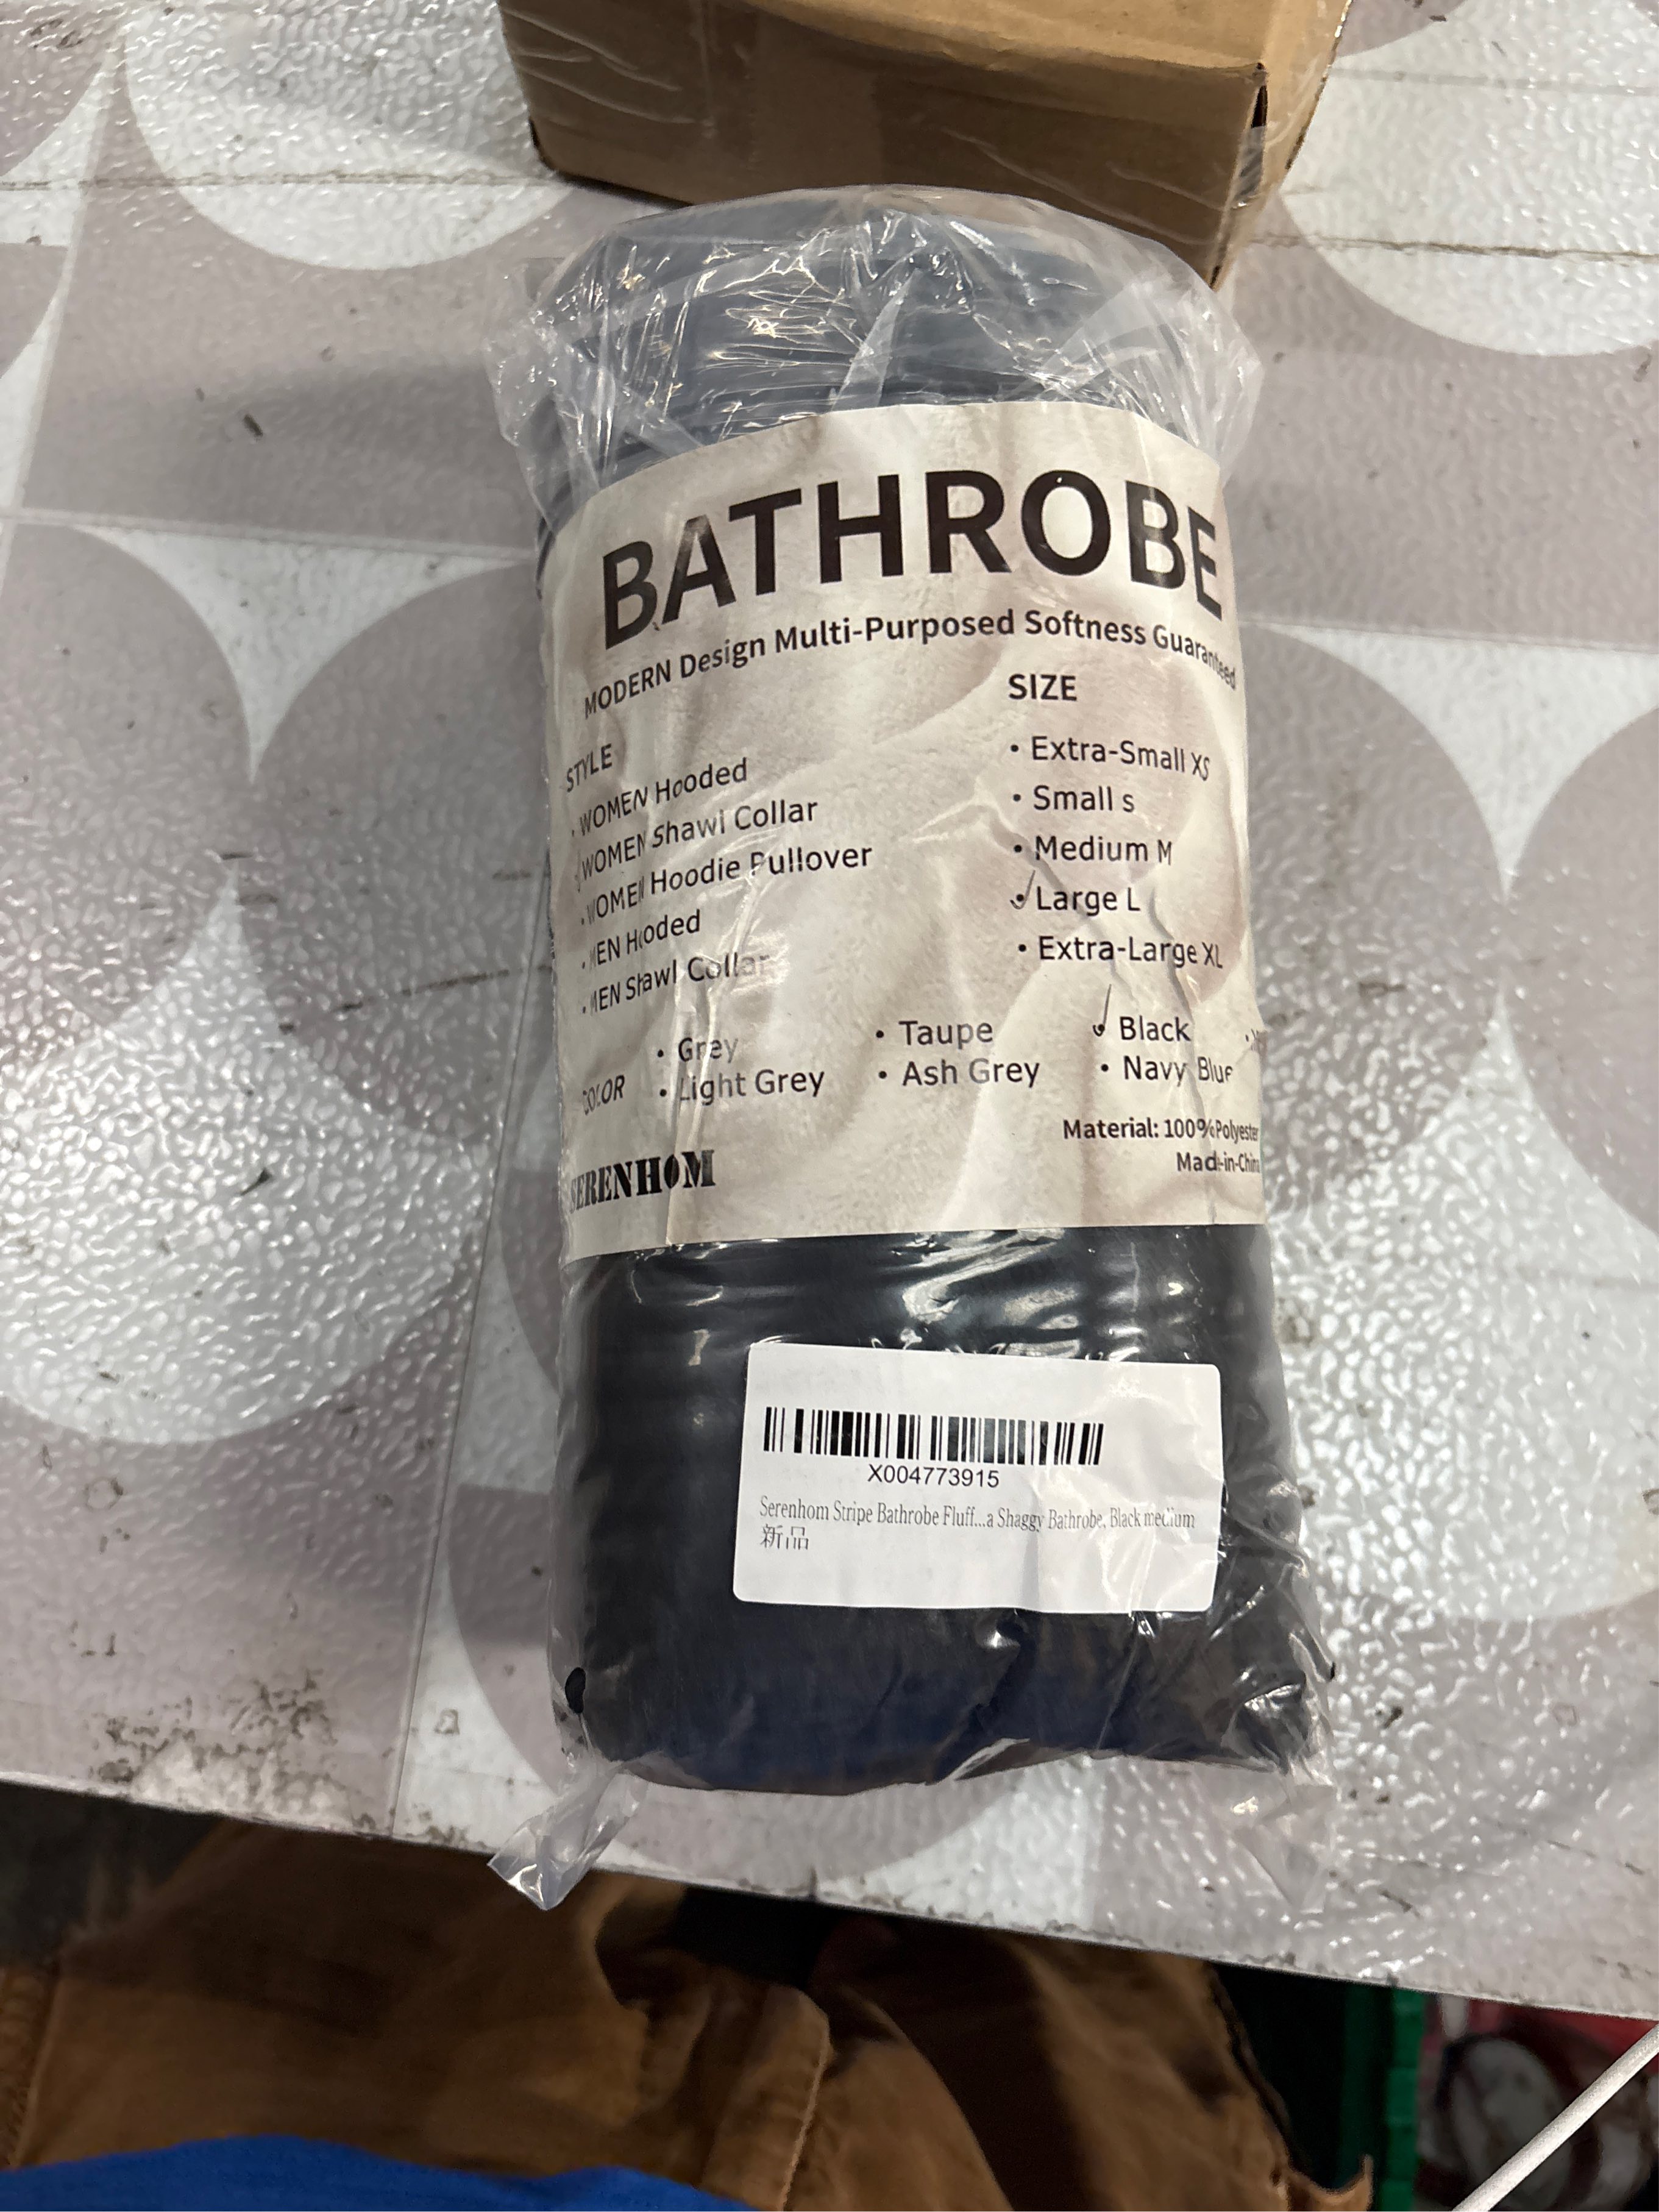 BATHROBE
MODERN Design Multi-Purposed Softness Guaranteed
STYLE
• WOMEN Hooded
WOMEN Shawl Collar
• WOMEN Hoodie Pullover
• MEN Hooded
• MEN Shawl Collar
SIZE
• Extra-Small XS
• Small s
• Medium M
✓ Large L
• Extra-Large XL
COLOR
• Grey
• Taupe
✓ Black
• Light Grey
• Ash Grey
• Navy Blue
Material: 100%Polyester
Made-in-China
SERENHOM
X004773915
Serenhom Stripe Bathrobe Fluff...a Shaggy Bathrobe, Black medium
新品